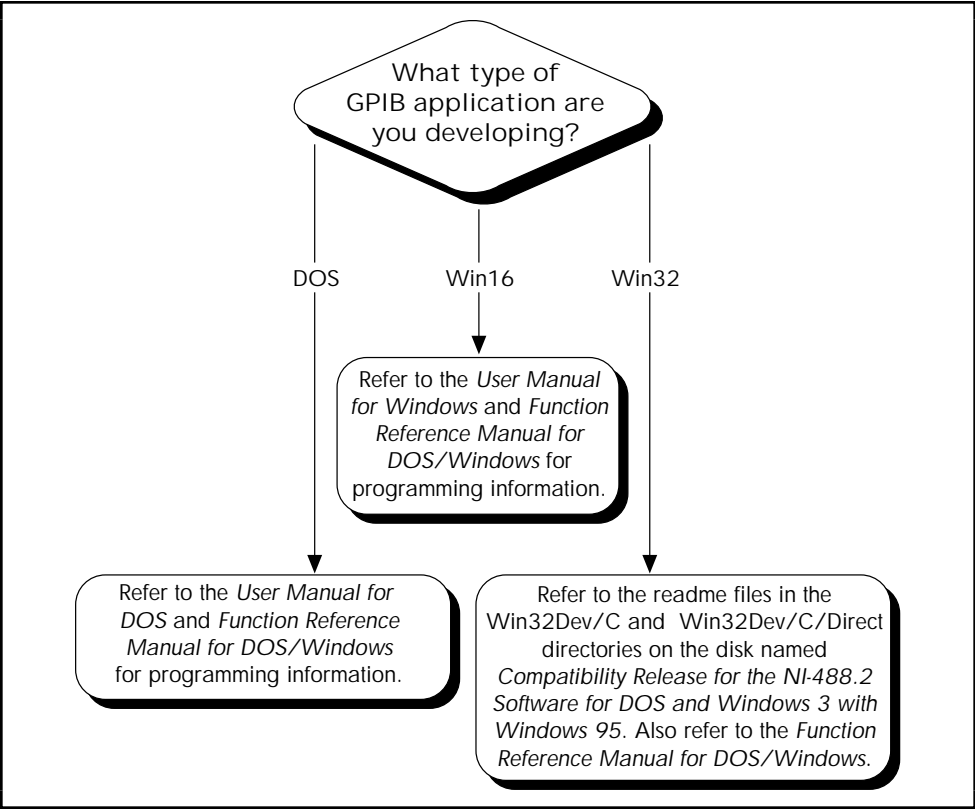 What type of
GPIB application are
you developing?
DOS
Win16
Win32
Refer to the User Manual
for Windows and Function
Reference Manual for
DOS/Windows for
programming information.
Refer to the User Manual for
DOS and Function Reference
Manual for DOS/Windows
for programming information.
Refer to the readme files in the
Win32Dev/C and Win32Dev/C/Direct
directories on the disk named
Compatibility Release for the NI-488.2
Software for DOS and Windows 3 with
Windows 95. Also refer to the Function
Reference Manual for DOS/Windows.